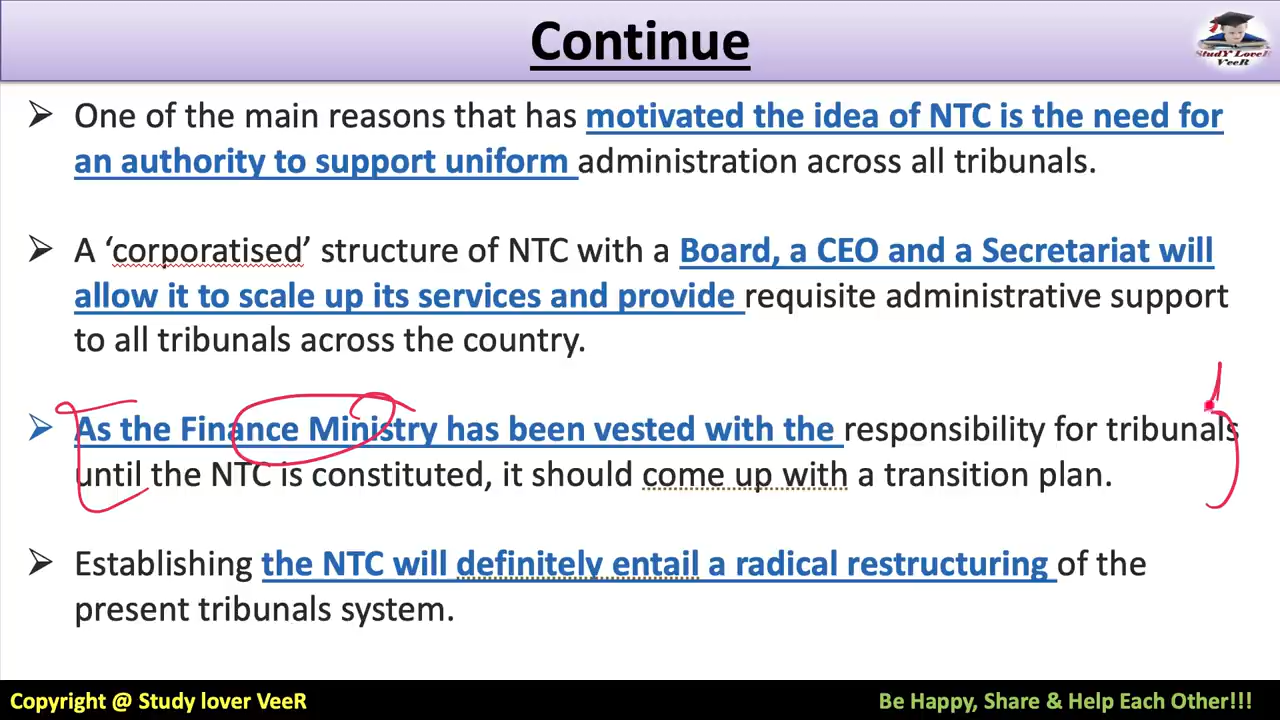 Continue
StudY LoveR
VeeR
➢ One of the main reasons that has motivated the idea of NTC is the need for
an authority to support uniform administration across all tribunals.
➢ A ‘corporatised’ structure of NTC with a Board, a CEO and a Secretariat will
allow it to scale up its services and provide requisite administrative support
to all tribunals across the country.
➢ As the Finance Ministry has been vested with the responsibility for tribunals
until the NTC is constituted, it should come up with a transition plan.
➢ Establishing the NTC will definitely entail a radical restructuring of the
present tribunals system.
Copyright @ Study lover VeeR
Be Happy, Share & Help Each Other!!!